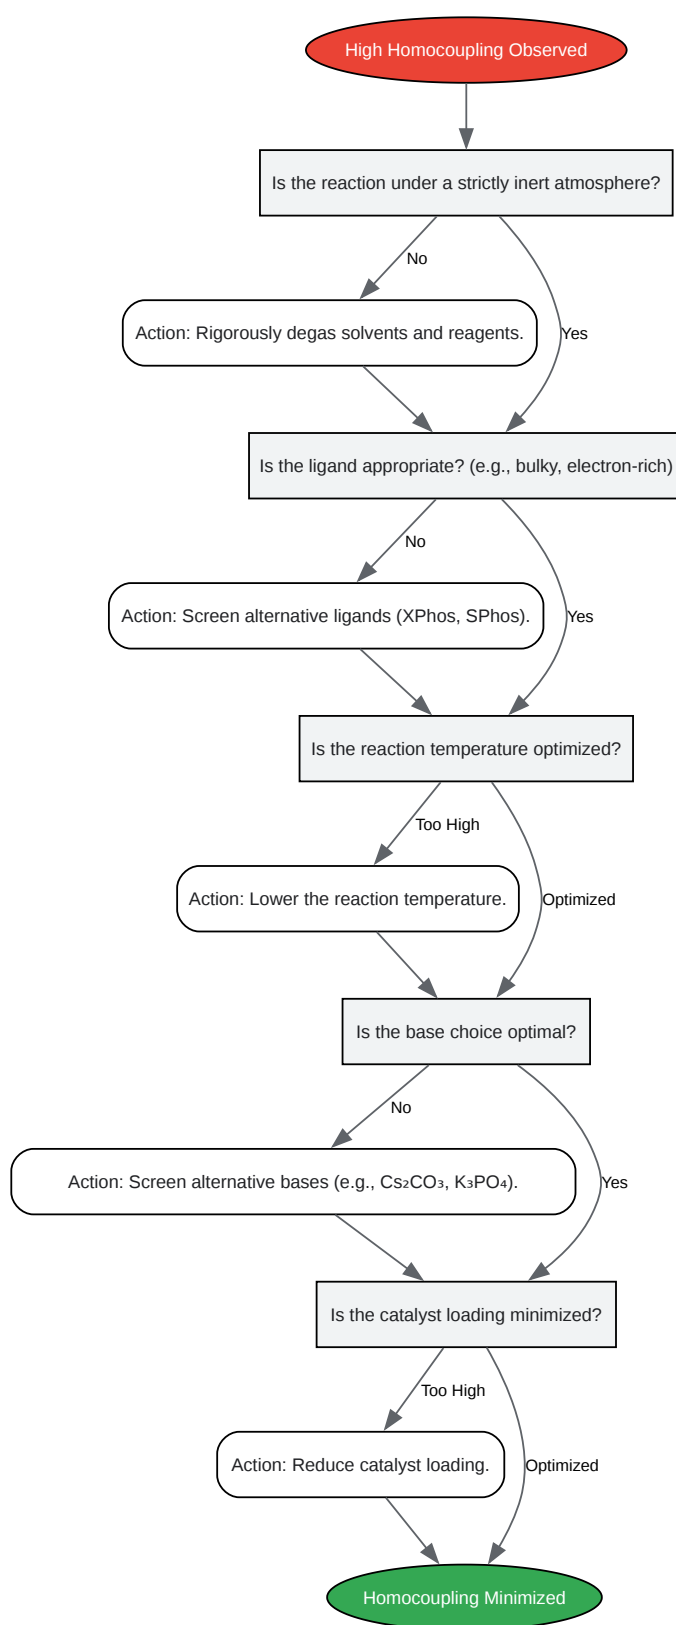 High Homocoupling Observed
Is the reaction under a strictly inert atmosphere?
No
Action: Rigorously degas solvents and reagents.
Yes
Is the ligand appropriate? (e.g., bulky, electron-rich)
No
Action: Screen alternative ligands (XPhos, SPhos).
Yes
Is the reaction temperature optimized?
Too High
Action: Lower the reaction temperature.
Optimized
Is the base choice optimal?
No
Action: Screen alternative bases (e.g., Cs₂CO₃, K₃PO₄).
Yes
Is the catalyst loading minimized?
Too High
Action: Reduce catalyst loading.
Optimized
Homocoupling Minimized